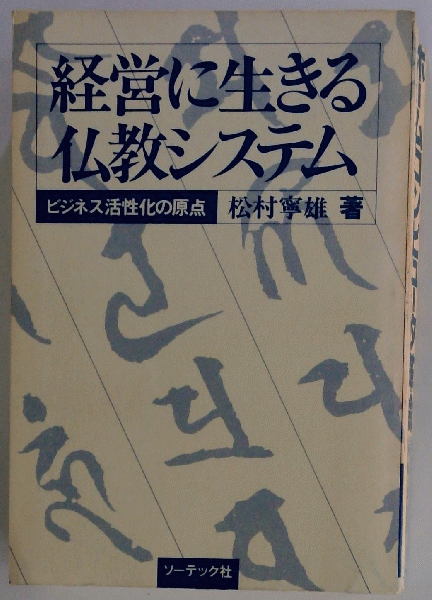 経営に生きる
仏教システム
ビジネス活性化の原点
松村寧雄 著
ソーテック社